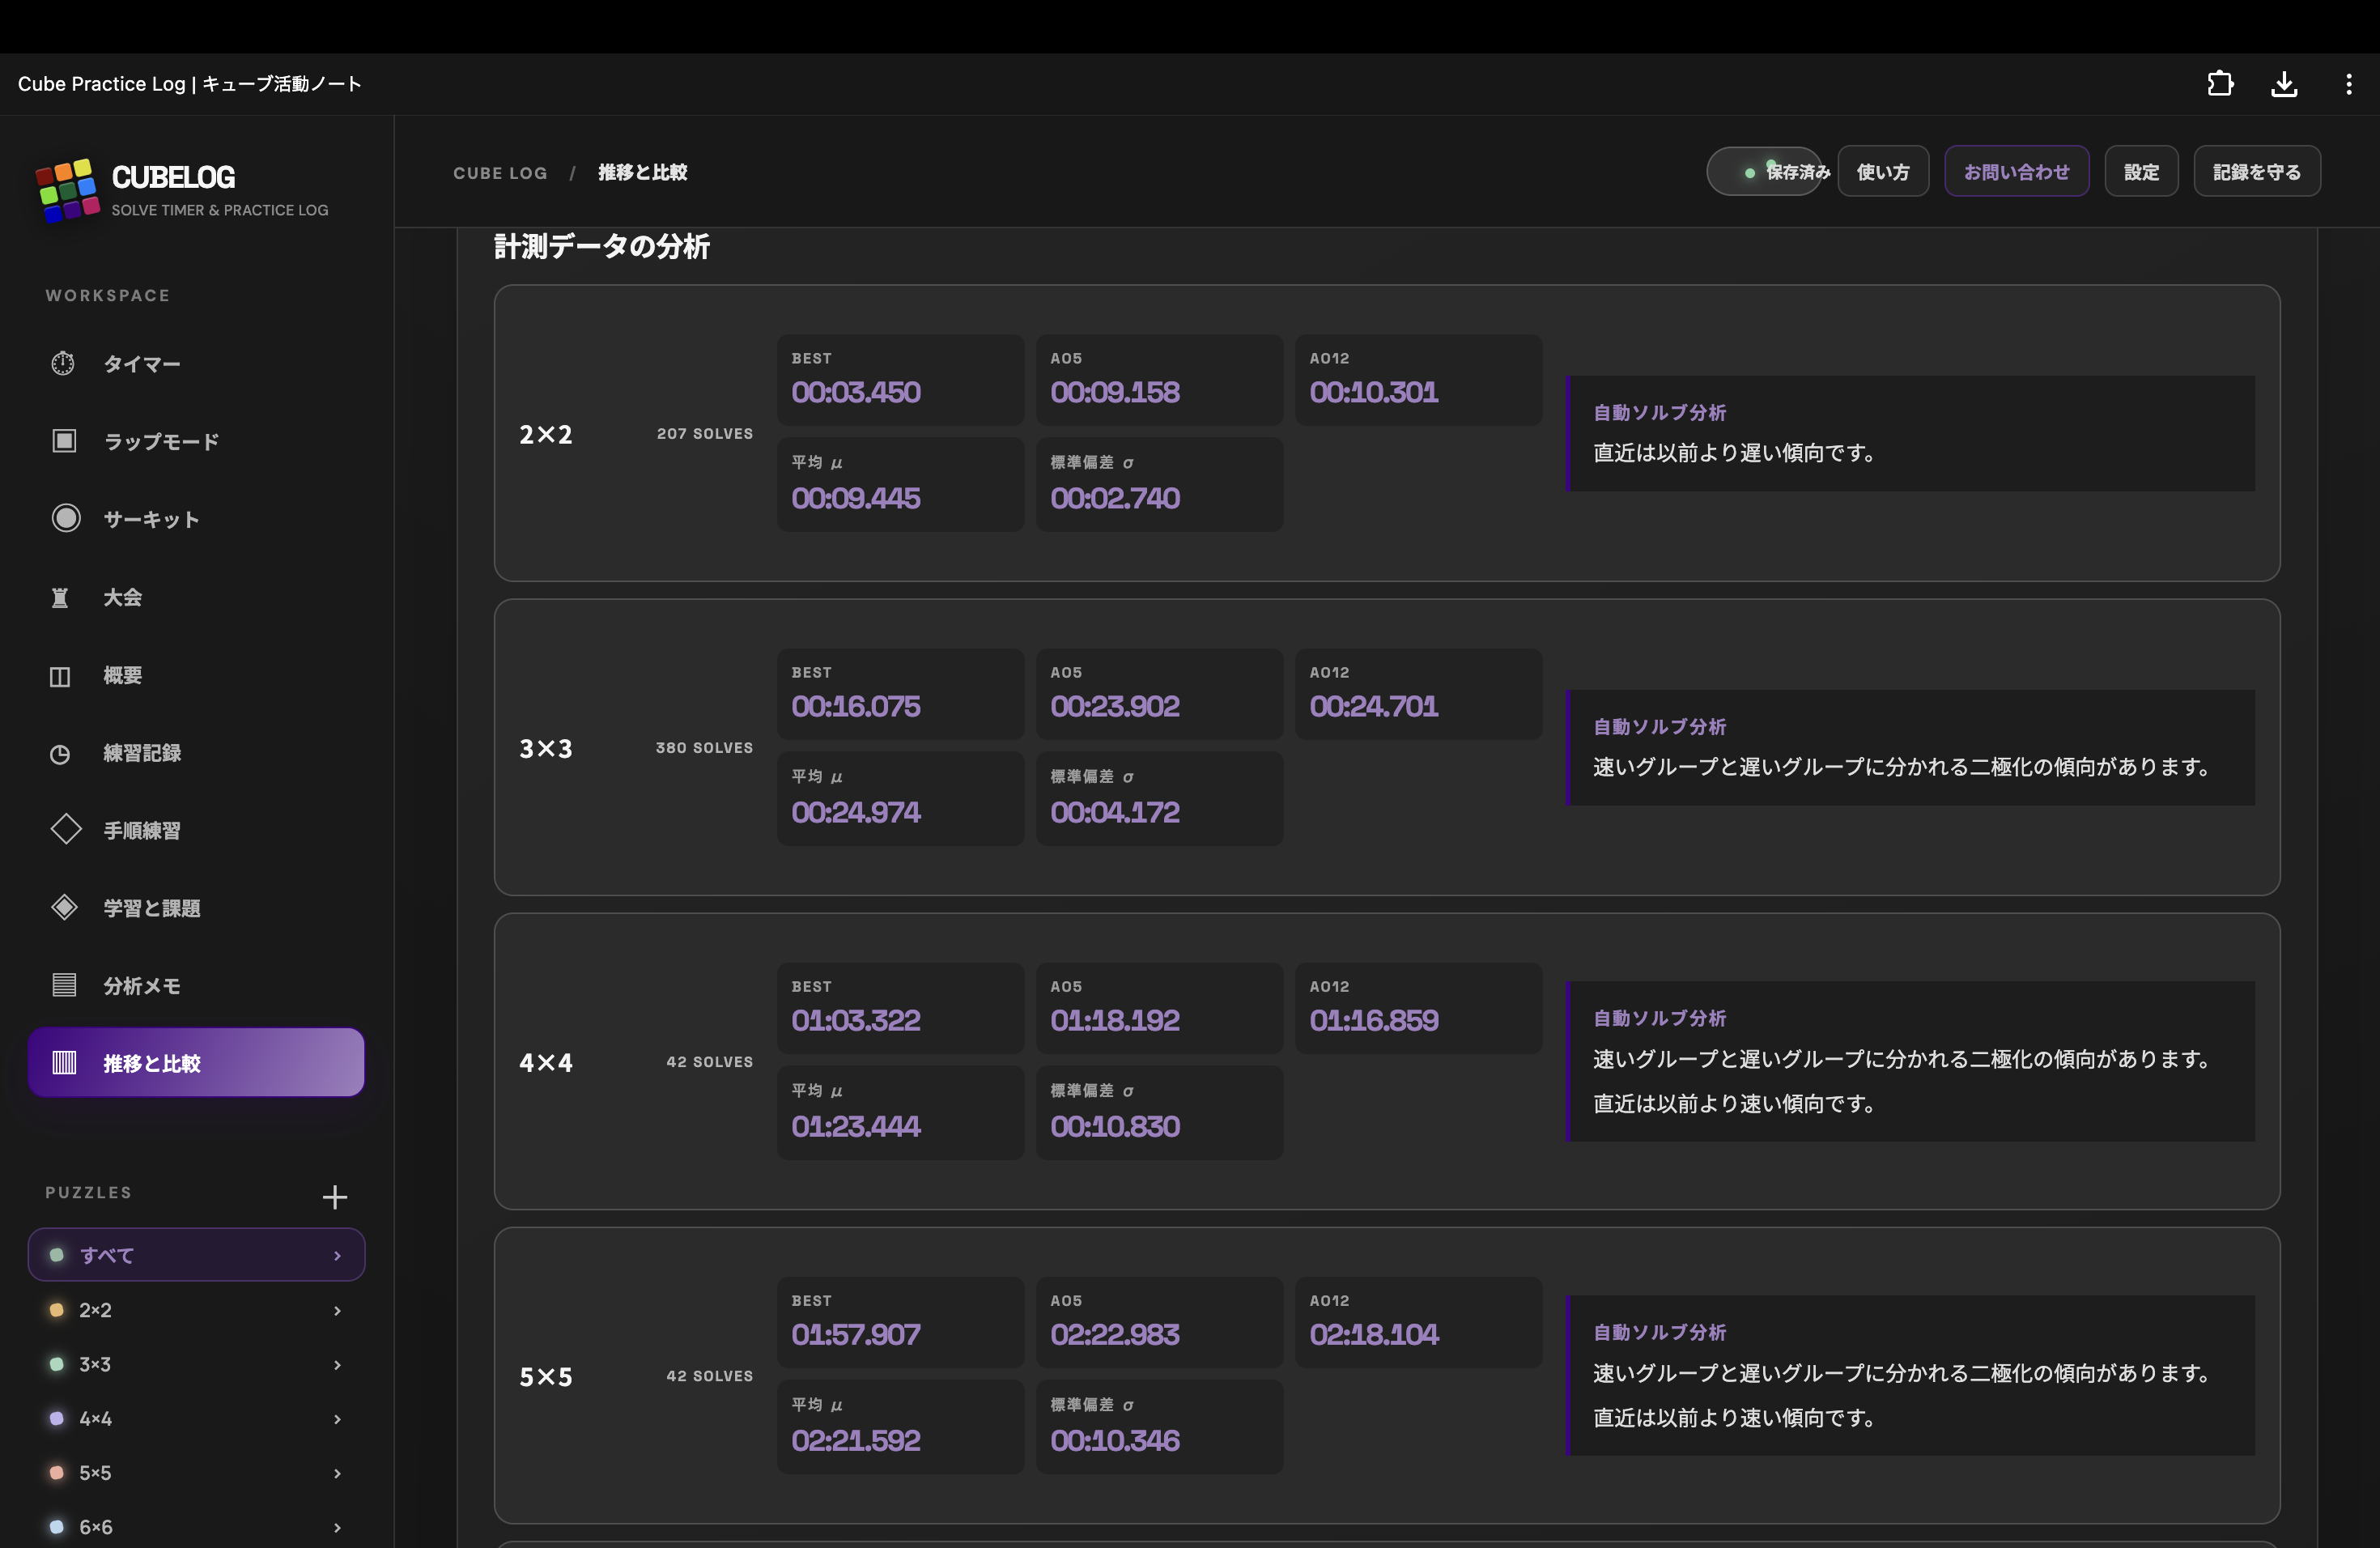 Cube Practice Log | キューブ活動ノート
CUBELOG
SOLVE TIMER & PRACTICE LOG
WORKSPACE
タイマー
ラップモード
サーキット
大会
概要
練習記録
手順練習
学習と課題
分析メモ
推移と比較
PUZZLES
すべて
2×2
3×3
4×4
5×5
6×6
CUBE LOG / 推移と比較
保存済み
使い方
お問い合わせ
設定
記録を守る
計測データの分析
2×2
207 SOLVES
BEST
00:03.450
AO5
00:09.158
AO12
00:10.301
平均 μ
00:09.445
標準偏差 σ
00:02.740
自動ソルブ分析
直近は以前より遅い傾向です。
3×3
380 SOLVES
BEST
00:16.075
AO5
00:23.902
AO12
00:24.701
平均 μ
00:24.974
標準偏差 σ
00:04.172
自動ソルブ分析
速いグループと遅いグループに分かれる二極化の傾向があります。
4×4
42 SOLVES
BEST
01:03.322
AO5
01:18.192
AO12
01:16.859
平均 μ
01:23.444
標準偏差 σ
00:10.830
自動ソルブ分析
速いグループと遅いグループに分かれる二極化の傾向があります。
直近は以前より速い傾向です。
5×5
42 SOLVES
BEST
01:57.907
AO5
02:22.983
AO12
02:18.104
平均 μ
02:21.592
標準偏差 σ
00:10.346
自動ソルブ分析
速いグループと遅いグループに分かれる二極化の傾向があります。
直近は以前より速い傾向です。